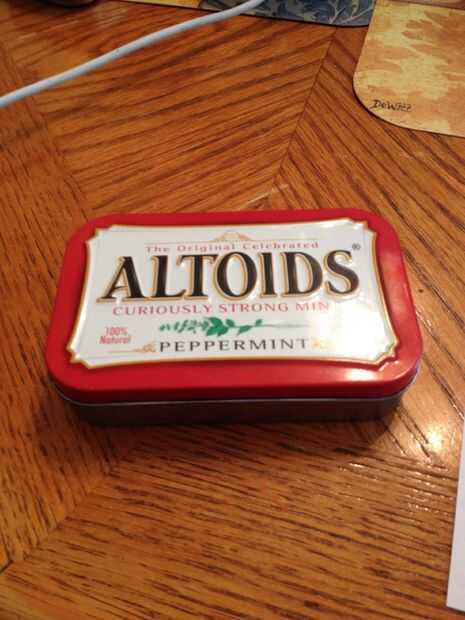 The Original Celebrated
ALTOIDS®
CURIOUSLY STRONG MIN
100%
Natural
PEPPERMINT